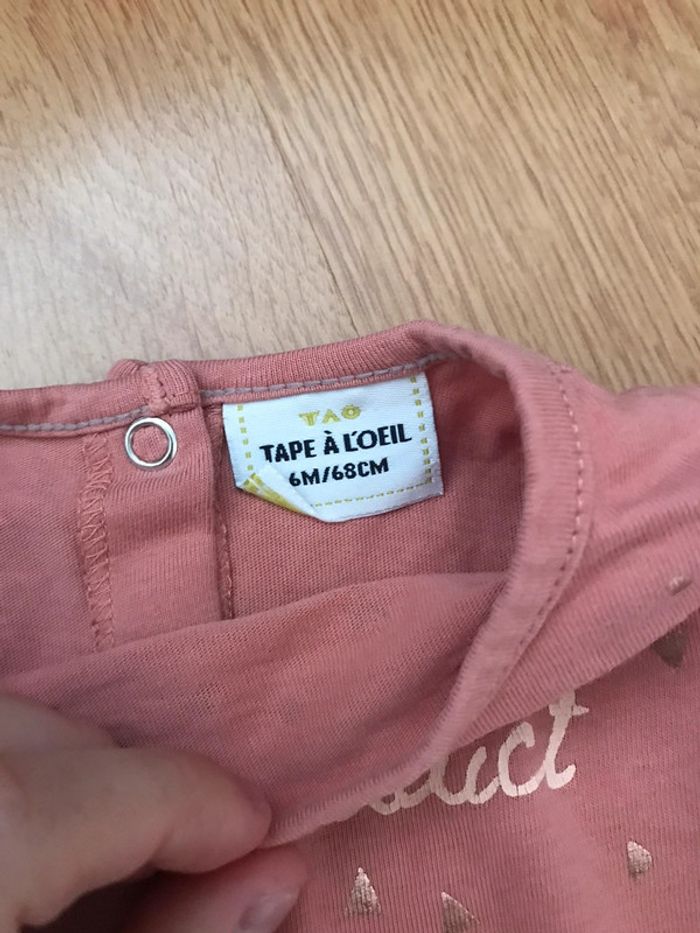 TAO
TAPE À L'OEIL
6M/68CM